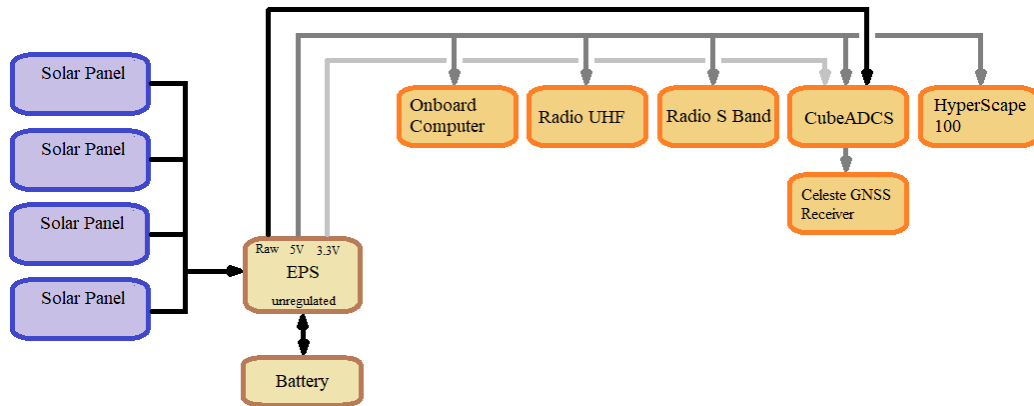 Solar Panel
Solar Panel
Solar Panel
Solar Panel
Onboard
Computer
Radio UHF
Radio S Band
CubeADCS
HyperScape
100
Celeste GNSS
Receiver
Raw 5V 3.3V
EPS
unregulated
Battery